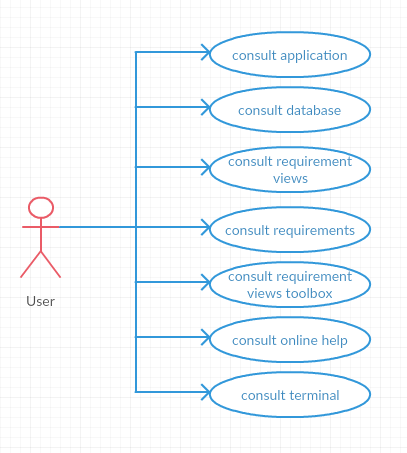 consult application
consult database
consult requirement
views
consult requirements
consult requirement
views toolbox
consult online help
consult terminal
User